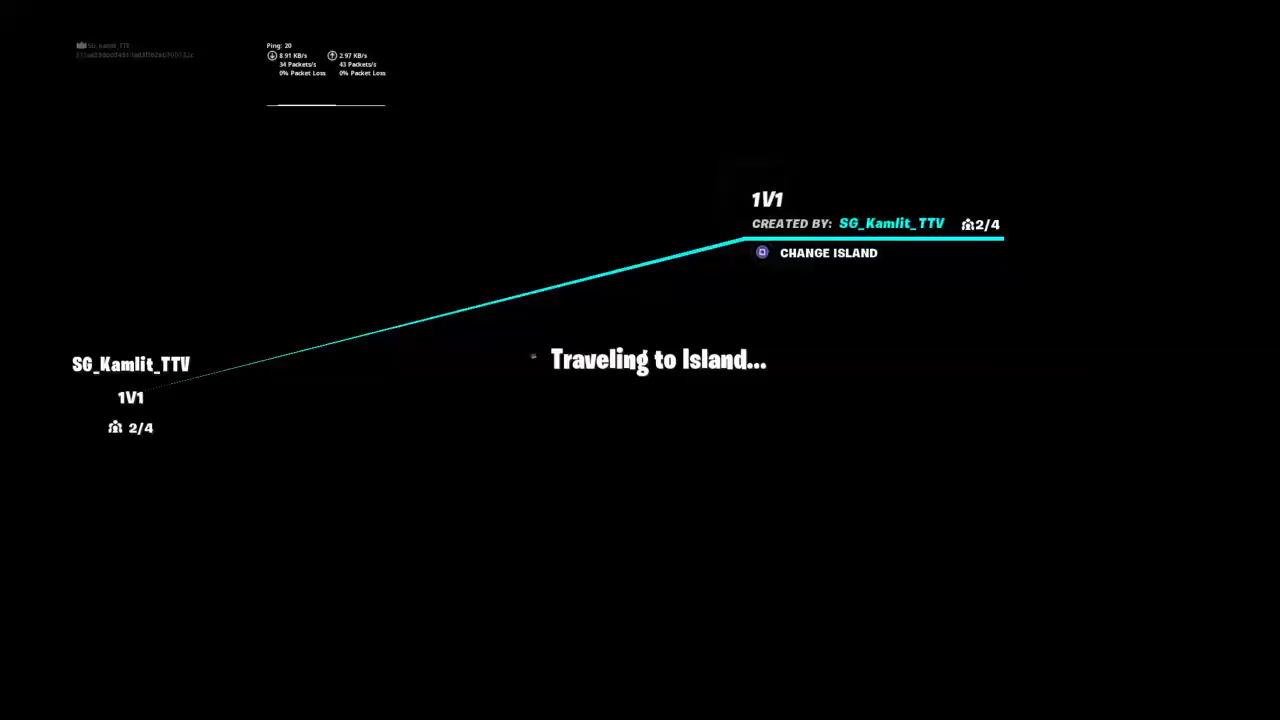 SG_Kamlit_TTV
Ping: 20
8.91 KB/s 2.97 KB/s
34 Packets/s 43 Packets/s
0% Packet Loss 0% Packet Loss
1V1
CREATED BY: SG_Kamlit_TTV 2/4
CHANGE ISLAND
Traveling to Island...
SG_Kamlit_TTV
1V1
2/4